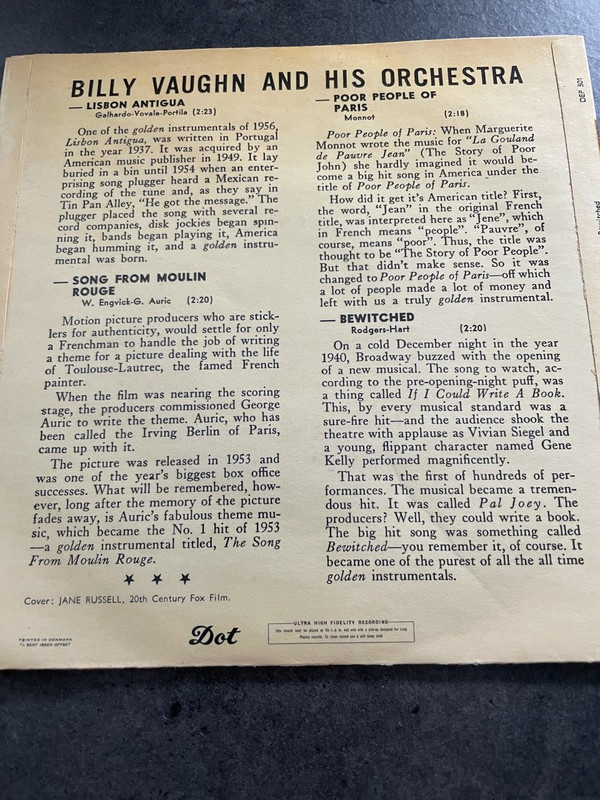 BILLY VAUGHN AND HIS ORCHESTRA
— LISBON ANTIGUA
Galhardo-Vovale-Portila (2:23)
One of the golden instrumentals of 1956,
Lisbon Antigua, was written in Portugal
in the year 1937. It was acquired by an
American music publisher in 1949. It lay
buried in a bin until 1954 when an enter-
prising song plugger heard a Mexican re-
cording of the tune and, as they say in
Tin Pan Alley, “He got the message.” The
plugger placed the song with several re-
cord companies, disk jockies began spin-
ning it, bands began playing it, America
began humming it, and a golden instru-
mental was born.
— SONG FROM MOULIN
ROUGE
W. Engvick-G. Auric (2:20)
Motion picture producers who are stick-
lers for authenticity, would settle for only
a Frenchman to handle the job of writing
a theme for a picture dealing with the life
of Toulouse-Lautrec, the famed French
painter.
When the film was nearing the scoring
stage, the producers commissioned George
Auric to write the theme. Auric, who has
been called the Irving Berlin of Paris,
came up with it.
The picture was released in 1953 and
was one of the year’s biggest box office
successes. What will be remembered, how-
ever, long after the memory of the picture
fades away, is Auric’s fabulous theme mu-
sic, which became the No. 1 hit of 1953
—a golden instrumental titled, The Song
From Moulin Rouge.
— POOR PEOPLE OF
PARIS
Monnot (2:18)
Poor People of Paris: When Marguerite
Monnot wrote the music for “La Gouland
de Pauvre Jean” (The Story of Poor
John) she hardly imagined it would be-
come a big hit song in America under the
title of Poor People of Paris.
How did it get it’s American title? First,
the word, “Jean” in the original French
title, was interpreted here as “Jene”, which
in French means “people”. “Pauvre”, of
course, means “poor”. Thus, the title was
thought to be “The Story of Poor People”.
But that didn’t make sense. So it was
changed to Poor People of Paris—off which
a lot of people made a lot of money and
left with us a truly golden instrumental.
— BEWITCHED
Rodgers-Hart (2:20)
On a cold December night in the year
1940, Broadway buzzed with the opening
of a new musical. The song to watch, ac-
cording to the pre-opening-night puff, was
a thing called If I Could Write A Book.
This, by every musical standard was a
sure-fire hit—and the audience shook the
theatre with applause as Vivian Siegel and
a young, flippant character named Gene
Kelly performed magnificently.
That was the first of hundreds of per-
formances. The musical became a tremen-
dous hit. It was called Pal Joey. The
producers? Well, they could write a book.
The big hit song was something called
Bewitched—you remember it, of course. It
became one of the purest of all the all time
golden instrumentals.
Cover: JANE RUSSELL, 20th Century Fox Film.
PRINTED IN DENMARK
Dot
ULTRA HIGH FIDELITY RECORDING
DEP 501